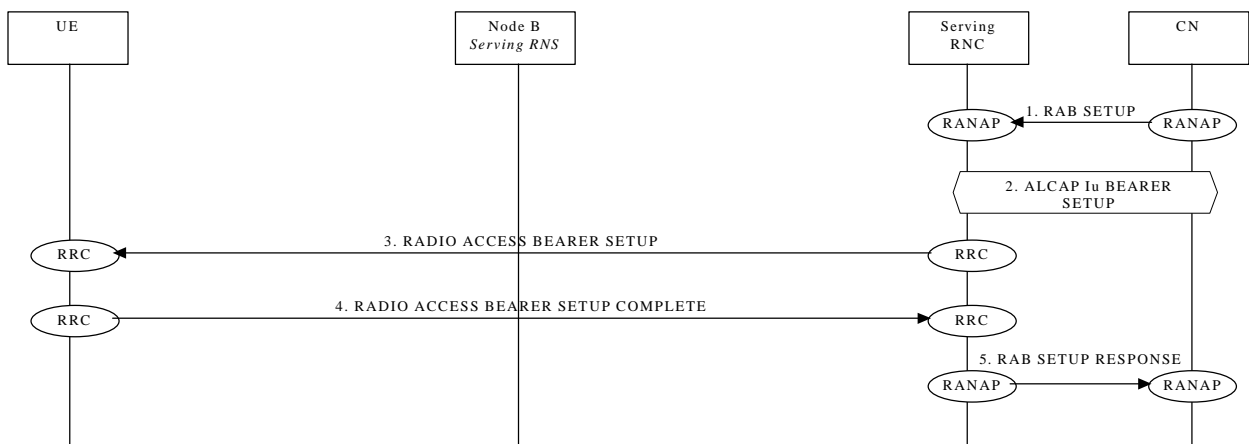 UE
Node B
Serving RNS
Serving
RNC
CN
RANAP
1. RAB SETUP
RANAP
2. ALCAP Iu BEARER
SETUP
RRC
3. RADIO ACCESS BEARER SETUP
RRC
RRC
4. RADIO ACCESS BEARER SETUP COMPLETE
RRC
5. RAB SETUP RESPONSE
RANAP
RANAP